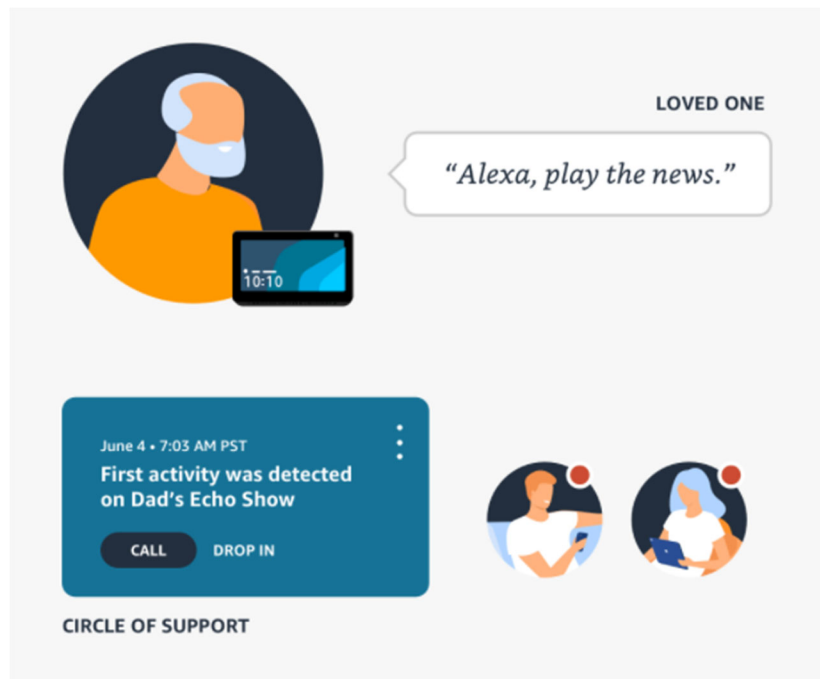 LOVED ONE
“Alexa, play the news.”
10:10
June 4 • 7:03 AM PST
First activity was detected
on Dad’s Echo Show
CALL DROP IN
CIRCLE OF SUPPORT